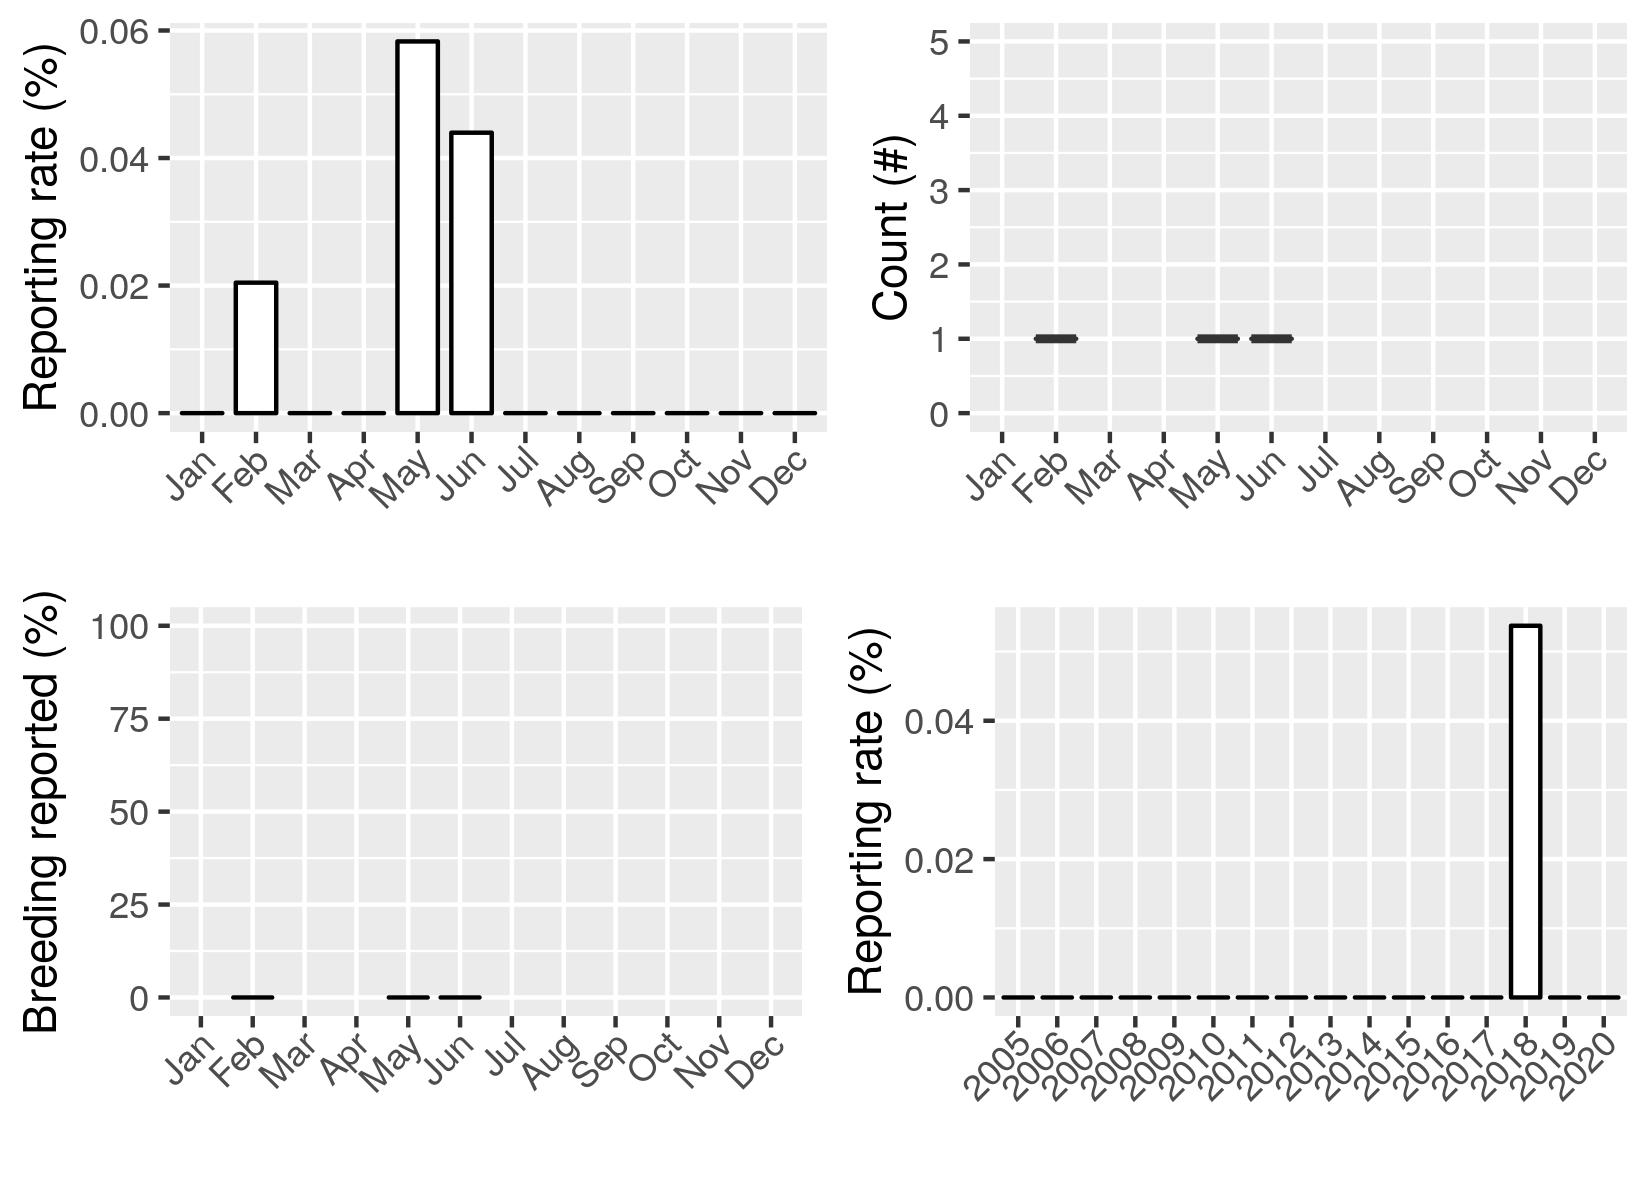 Reporting rate (%)
0.06
0.04
0.02
0.00
Jan Feb Mar Apr May Jun Jul Aug Sep Oct Nov Dec
Count (#)
5
4
3
2
1
0
Jan Feb Mar Apr May Jun Jul Aug Sep Oct Nov Dec
Breeding reported (%)
100
75
50
25
0
Jan Feb Mar Apr May Jun Jul Aug Sep Oct Nov Dec
Reporting rate (%)
0.04
0.02
0.00
2005 2006 2007 2008 2009 2010 2011 2012 2013 2014 2015 2016 2017 2018 2019 2020